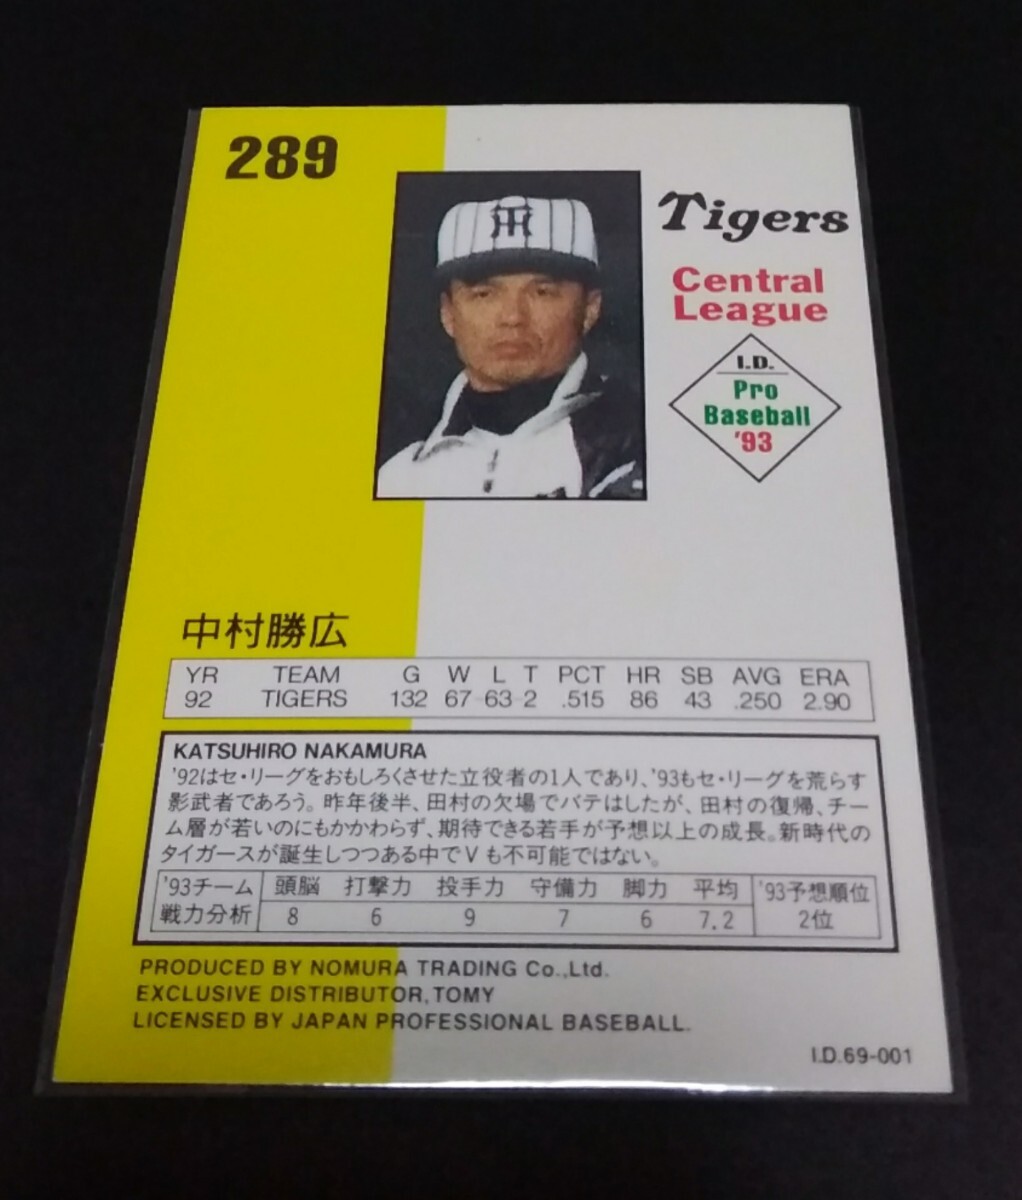 289
HT
Tigers
Central
League
I.D.
Pro
Baseball
'93
中村勝広
YR TEAM G W L T PCT HR SB AVG ERA
92 TIGERS 132 67 63 2 .515 86 43 .250 2.90
KATSUHIRO NAKAMURA
'92はセ・リーグをおもしろくさせた立役者の1人であり、'93もセ・リーグを荒らす
影武者であろう。昨年後半、田村の欠場でバテはしたが、田村の復帰、チー
ム層が若いのにもかかわらず、期待できる若手が予想以上の成長。新時代の
タイガースが誕生しつつある中でVも不可能ではない。
'93チーム 頭脳 打撃力 投手力 守備力 脚力 平均 '93予想順位
戦力分析 8 6 9 7 6 7.2 2位
PRODUCED BY NOMURA TRADING Co.,Ltd.
EXCLUSIVE DISTRIBUTOR,TOMY
LICENSED BY JAPAN PROFESSIONAL BASEBALL.
I.D.69-001